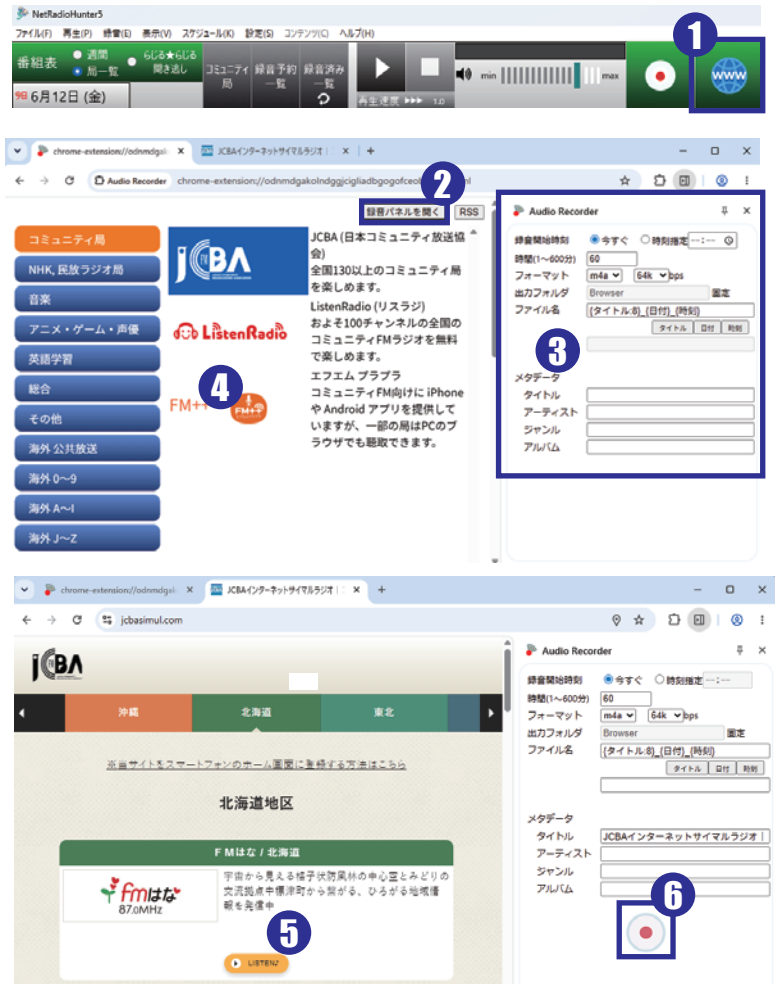 NetRadioHunter5
ファイル(F) 再生(P) 録音(E) 表示(V) スケジュール(K) 設定(S) コンテンツ(C) ヘルプ(H)
番組表
週間
局一覧
らじる★らじる
聞き逃し
コミュニティ
局
録音予約
一覧
録音済み
一覧
min
max
WWW
1
6月12日 (金)
再生速度 1.0
chrome-extension://odnmdgal
JCBAインターネットサイマルラジオ |
Audio Recorder
chrome-extension://odnmdgakolndggjcigliadbgogofceo
2
録音パネルを開く
RSS
コミュニティ局
NHK, 民放ラジオ局
音楽
アニメ・ゲーム・声優
英語学習
総合
その他
海外 公共放送
海外 0〜9
海外 A〜I
海外 J〜Z
JCBA
ListenRadio
FM++
FM++
4
JCBA (日本コミュニティ放送協
会)
全国130以上のコミュニティ局
を楽しめます。
ListenRadio (リスラジ)
およそ100チャンネルの全国の
コミュニティFMラジオを無料
で楽しめます。
エフエム プラプラ
コミュニティFM向けに iPhone
や Android アプリを提供して
いますが、一部の局はPCのブ
ラウザでも聴取できます。
Audio Recorder
録音開始時刻 今すぐ 時刻指定 --:--
時間(1〜600分) 60
フォーマット m4a 64k bps
出力フォルダ Browser 固定
ファイル名 {タイトル:8}_{日付}_{時刻}
タイトル 日付 時刻
3
メタデータ
タイトル
アーティスト
ジャンル
アルバム
chrome-extension://odnmdgal
JCBAインターネットサイマルラジオ |
jcbasimul.com
JCBA
沖縄 北海道 東北
※当サイトをスマートフォンのホーム画面に登録する方法はこちら
北海道地区
FMはな / 北海道
fmはな
87.0MHz
宇宙から見える格子状防風林の中心空とみどりの
交流拠点中標津町から繋がる、ひろがる地域情
報を発信中
5
LISTEN♪
Audio Recorder
録音開始時刻 今すぐ 時刻指定 --:--
時間(1〜600分) 60
フォーマット m4a 64k bps
出力フォルダ Browser 固定
ファイル名 {タイトル:8}_{日付}_{時刻}
タイトル 日付 時刻
メタデータ
タイトル JCBAインターネットサイマルラジオ |
アーティスト
ジャンル
アルバム
6